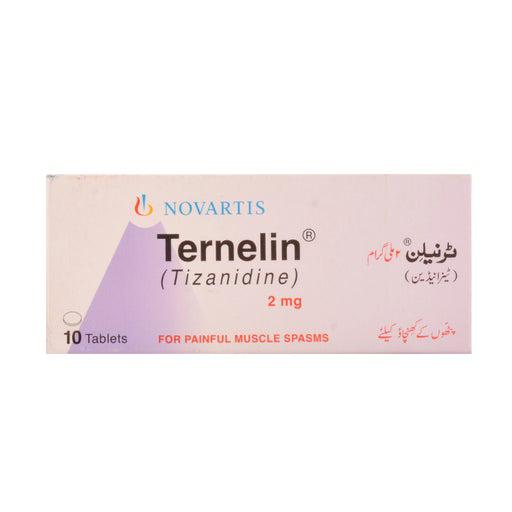 NOVARTIS
Ternelin®
(Tizanidine)
2 mg
10 Tablets
FOR PAINFUL MUSCLE SPASMS
ٹرنیلن® ۲ ملی گرام
(ٹیزانیڈین)
پٹھوں کے کھنچاؤ کیلئے